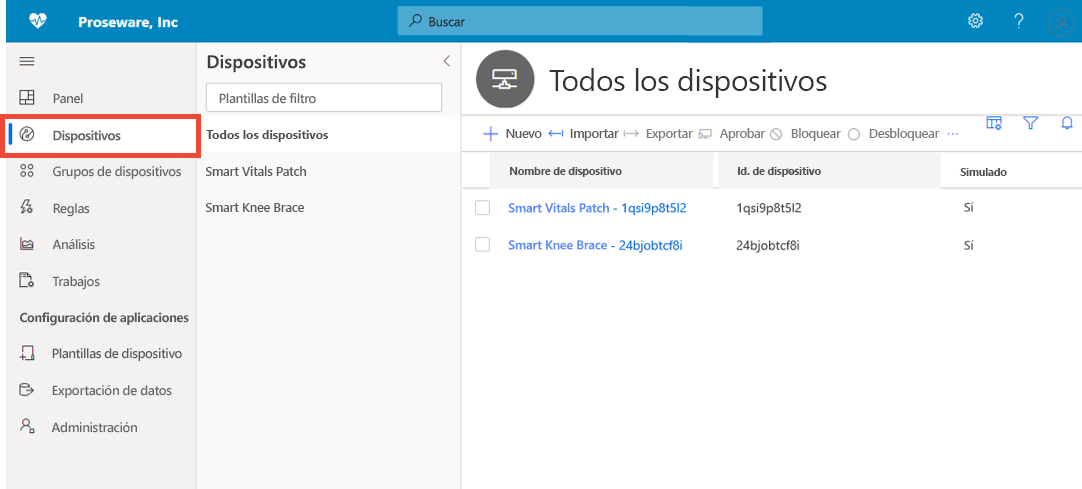 Proseware, Inc
Buscar
?
Panel
Dispositivos
Grupos de dispositivos
Reglas
Análisis
Trabajos
Configuración de aplicaciones
Plantillas de dispositivo
Exportación de datos
Administración
Dispositivos
Plantillas de filtro
Todos los dispositivos
Smart Vitals Patch
Smart Knee Brace
Todos los dispositivos
Nuevo Importar Exportar Aprobar Bloquear Desbloquear ...
Nombre de dispositivo Id. de dispositivo Simulado
Smart Vitals Patch - 1qsi9p8t5l2 1qsi9p8t5l2 Sí
Smart Knee Brace - 24bjobtcf8i 24bjobtcf8i Sí